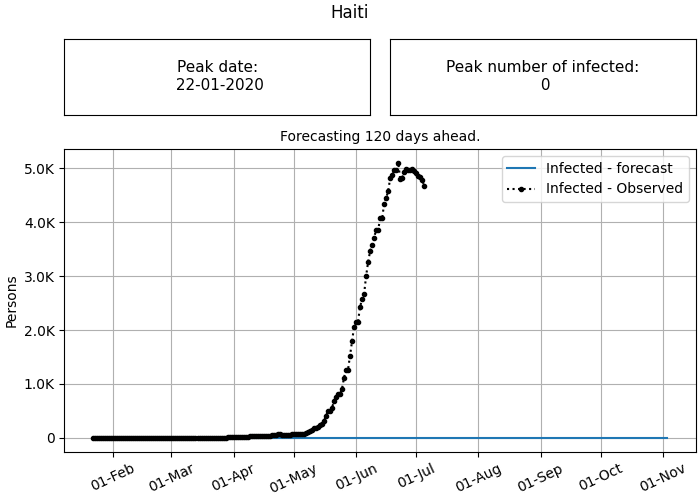 Haiti
Peak date:
22-01-2020
Peak number of infected:
0
Forecasting 120 days ahead.
Infected - forecast
Infected - Observed
Persons
5.0K
4.0K
3.0K
2.0K
1.0K
0
01-Feb
01-Mar
01-Apr
01-May
01-Jun
01-Jul
01-Aug
01-Sep
01-Oct
01-Nov